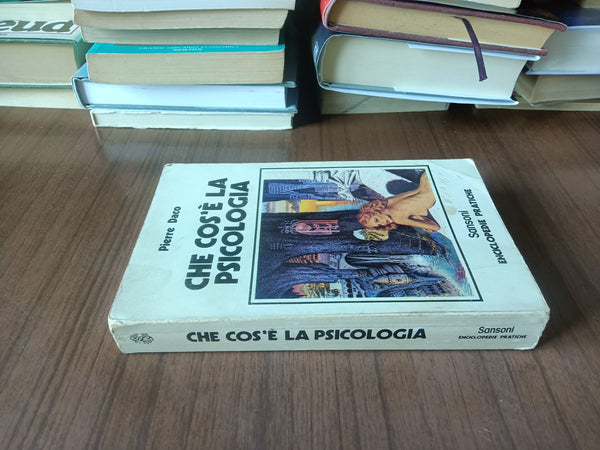 Pierre Daco
CHE COS'È LA
PSICOLOGIA
Sansoni
ENCICLOPEDIE PRATICHE
CHE COS'È LA PSICOLOGIA
Sansoni
ENCICLOPEDIE PRATICHE